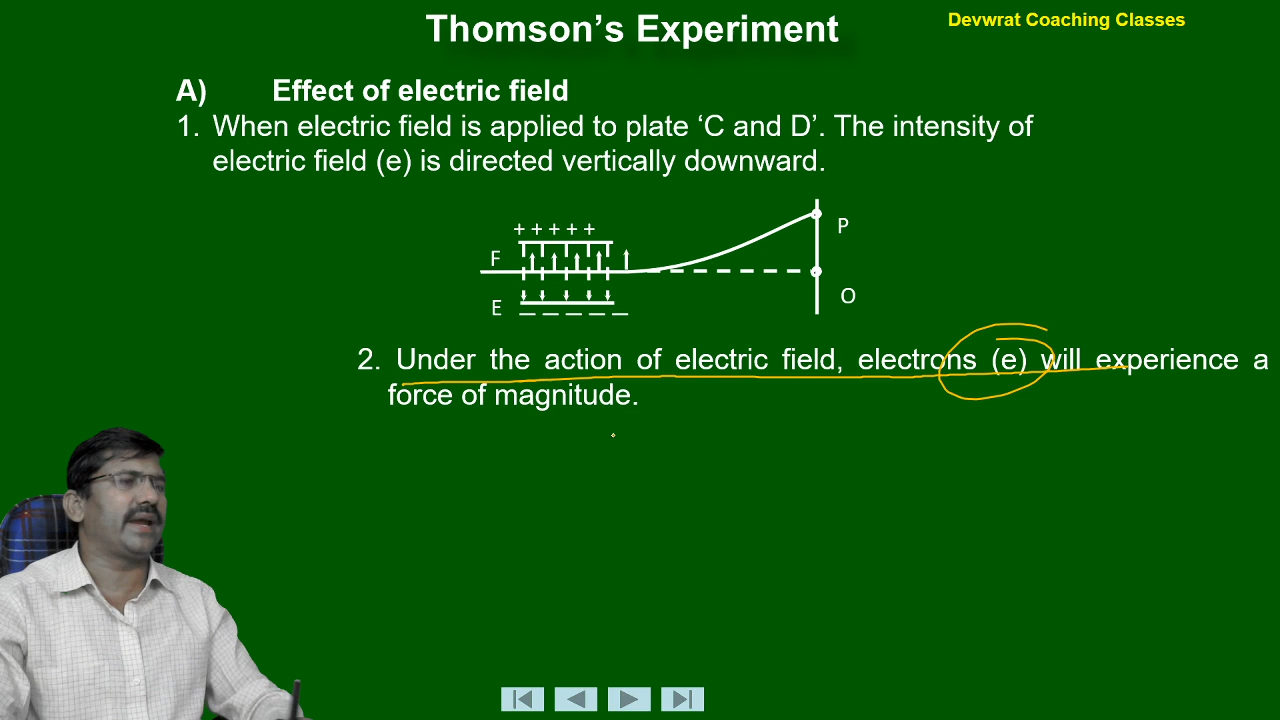 Thomson’s Experiment
Devwrat Coaching Classes
A) Effect of electric field
1. When electric field is applied to plate ‘C and D’. The intensity of
electric field (e) is directed vertically downward.
+ + + + +
P
F
E
O
2. Under the action of electric field, electrons (e) will experience a
force of magnitude.